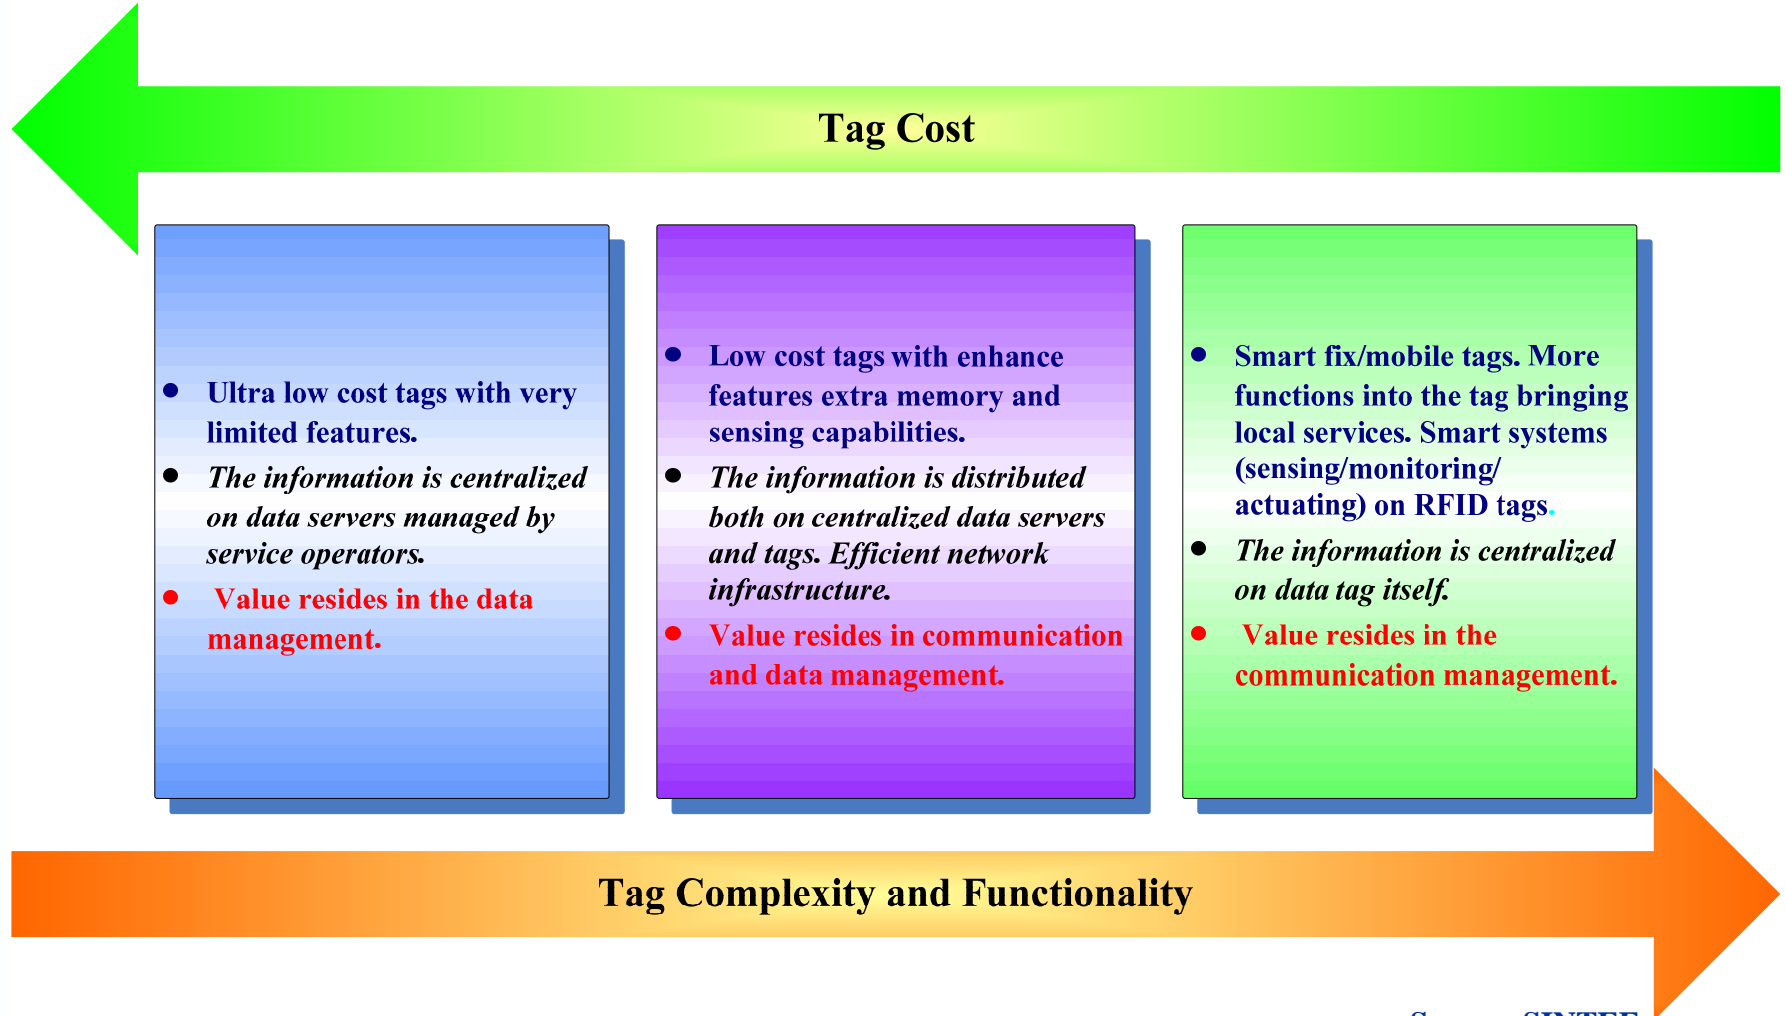 Tag Cost
● Ultra low cost tags with very
limited features.
● The information is centralized
on data servers managed by
service operators.
● Value resides in the data
management.
● Low cost tags with enhance
features extra memory and
sensing capabilities.
● The information is distributed
both on centralized data servers
and tags. Efficient network
infrastructure.
● Value resides in communication
and data management.
● Smart fix/mobile tags. More
functions into the tag bringing
local services. Smart systems
(sensing/monitoring/
actuating) on RFID tags.
● The information is centralized
on data tag itself.
● Value resides in the
communication management.
Tag Complexity and Functionality
SINTEF